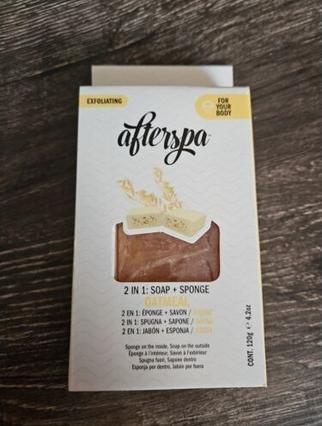 EXFOLIATING
FOR
YOUR
BODY
afterspa
2 IN 1: SOAP + SPONGE
OATMEAL
2 EN 1: ÉPONGE + SAVON /
2 IN 1: SPUGNA + SAPONE /
2 EN 1: JABÓN + ESPONJA /
Sponge on the inside, Soap on the outside
Éponge à l'intérieur, Savon à l'extérieur
Spugna fuori, Sapone dentro
Esponja por dentro, Jabón por fuera
CONT. 120g ℮ 4.2oz